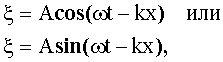 ξ = Acos(ωt – kx) или
ξ = Asin(ωt – kx),